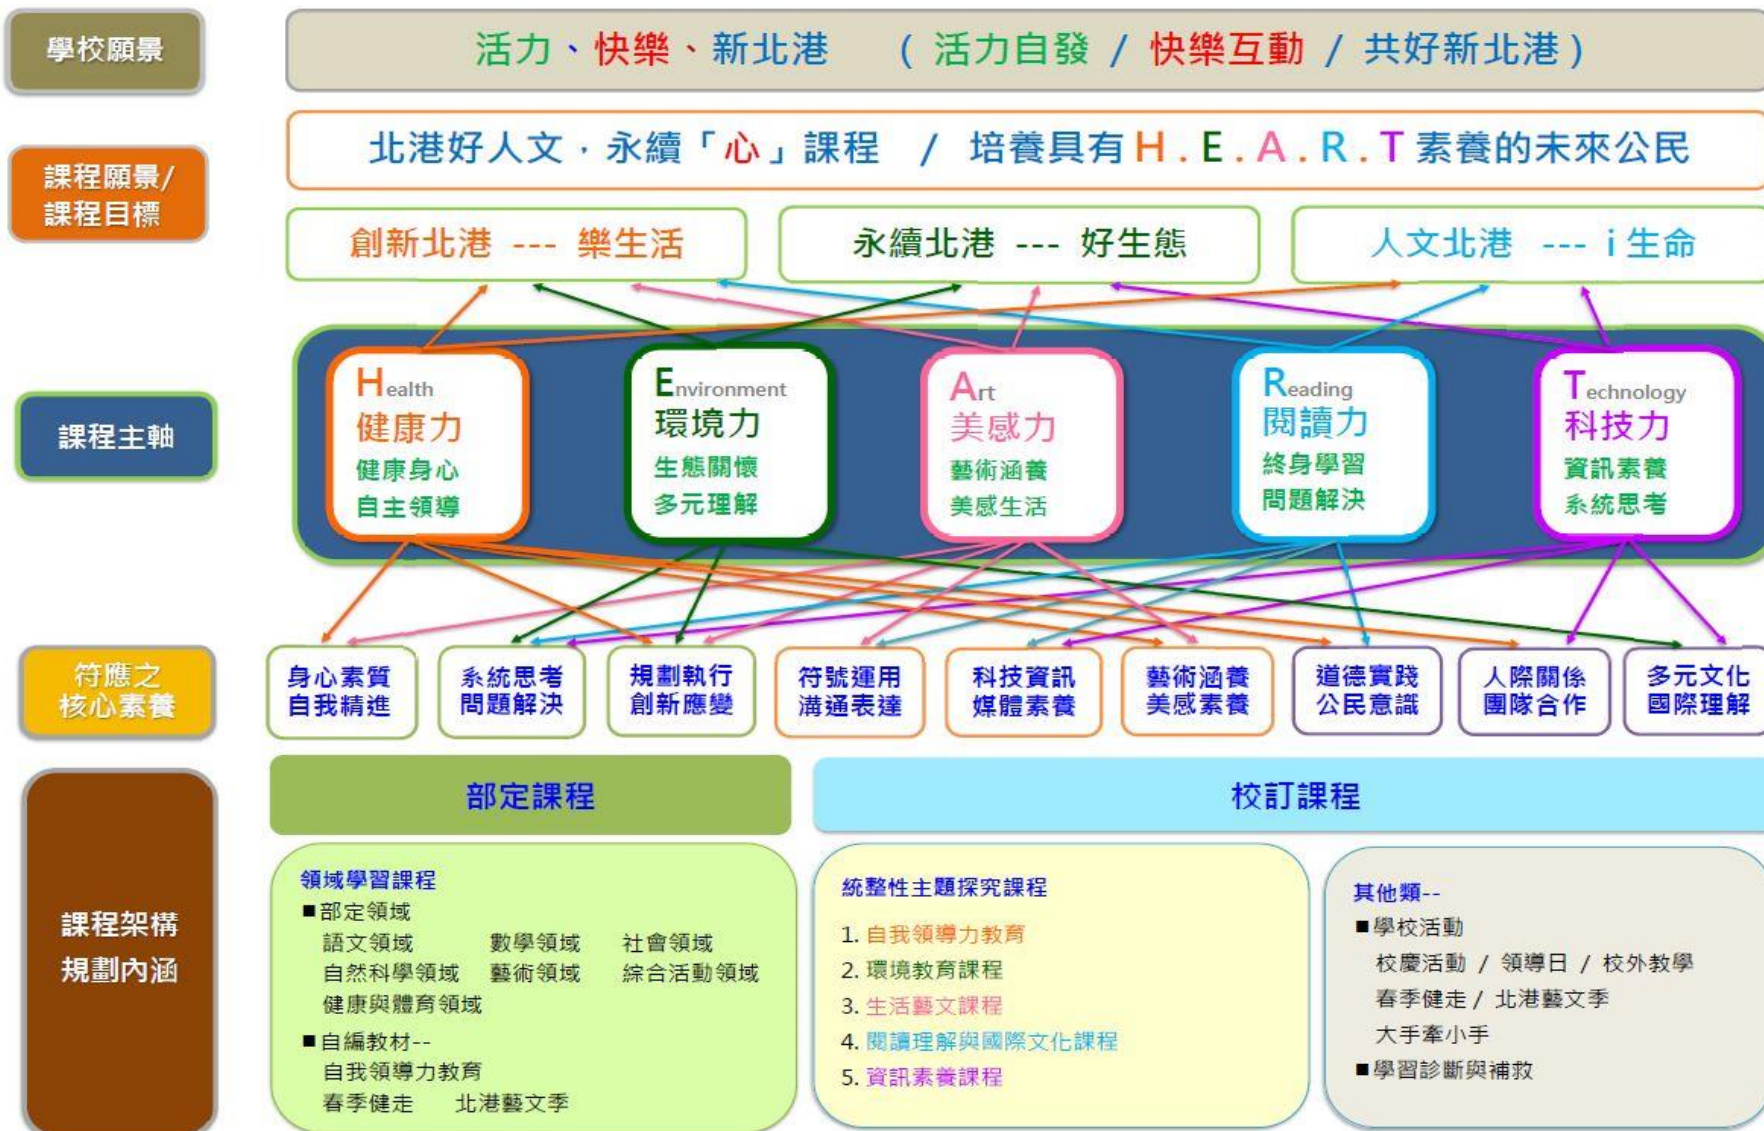 學校願景
活力、快樂、新北港 ( 活力自發 / 快樂互動 / 共好新北港 )
課程願景/
課程目標
北港好人文，永續「心」課程 / 培養具有 H . E . A . R . T 素養的未來公民
創新北港 --- 樂生活
永續北港 --- 好生態
人文北港 --- i 生命
課程主軸
Health
健康力
健康身心
自主領導
Environment
環境力
生態關懷
多元理解
Art
美感力
藝術涵養
美感生活
Reading
閱讀力
終身學習
問題解決
Technology
科技力
資訊素養
系統思考
符應之
核心素養
身心素質
自我精進
系統思考
問題解決
規劃執行
創新應變
符號運用
溝通表達
科技資訊
媒體素養
藝術涵養
美感素養
道德實踐
公民意識
人際關係
團隊合作
多元文化
國際理解
課程架構
規劃內涵
部定課程
領域學習課程
■部定領域
語文領域 數學領域 社會領域
自然科學領域 藝術領域 綜合活動領域
健康與體育領域
■自編教材--
自我領導力教育
春季健走 北港藝文季
校訂課程
統整性主題探究課程
1. 自我領導力教育
2. 環境教育課程
3. 生活藝文課程
4. 閱讀理解與國際文化課程
5. 資訊素養課程
其他類--
■學校活動
校慶活動 / 領導日 / 校外教學
春季健走 / 北港藝文季
大手牽小手
■學習診斷與補救